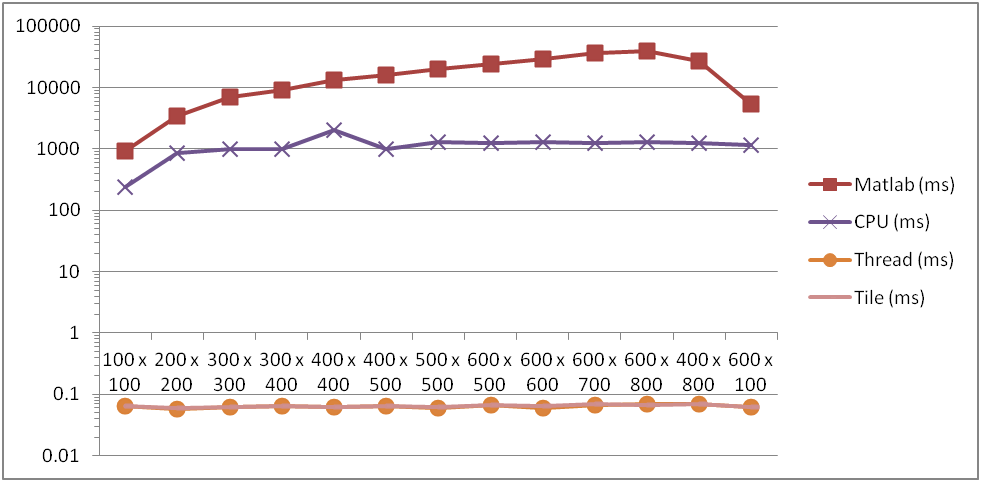 100000
10000
1000
100
10
1
0.1
0.01
100 x 100
200 x 200
300 x 300
300 x 400
400 x 400
400 x 500
500 x 500
600 x 500
600 x 600
600 x 700
600 x 800
400 x 800
600 x 100
Matlab (ms)
CPU (ms)
Thread (ms)
Tile (ms)